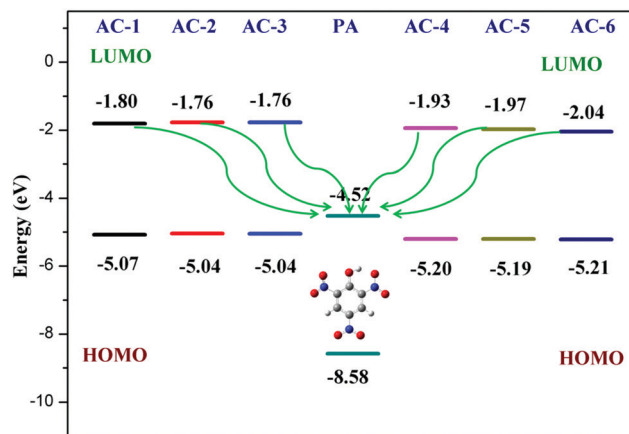 AC-1 AC-2 AC-3 PA AC-4 AC-5 AC-6
LUMO LUMO
0
-1.80 -1.76 -1.76 -1.93 -1.97 -2.04
-2
-4
-4.52
-5.07 -5.04 -5.04 -5.20 -5.19 -5.21
-6
-8
HOMO HOMO
-8.58
-10
Energy (eV)